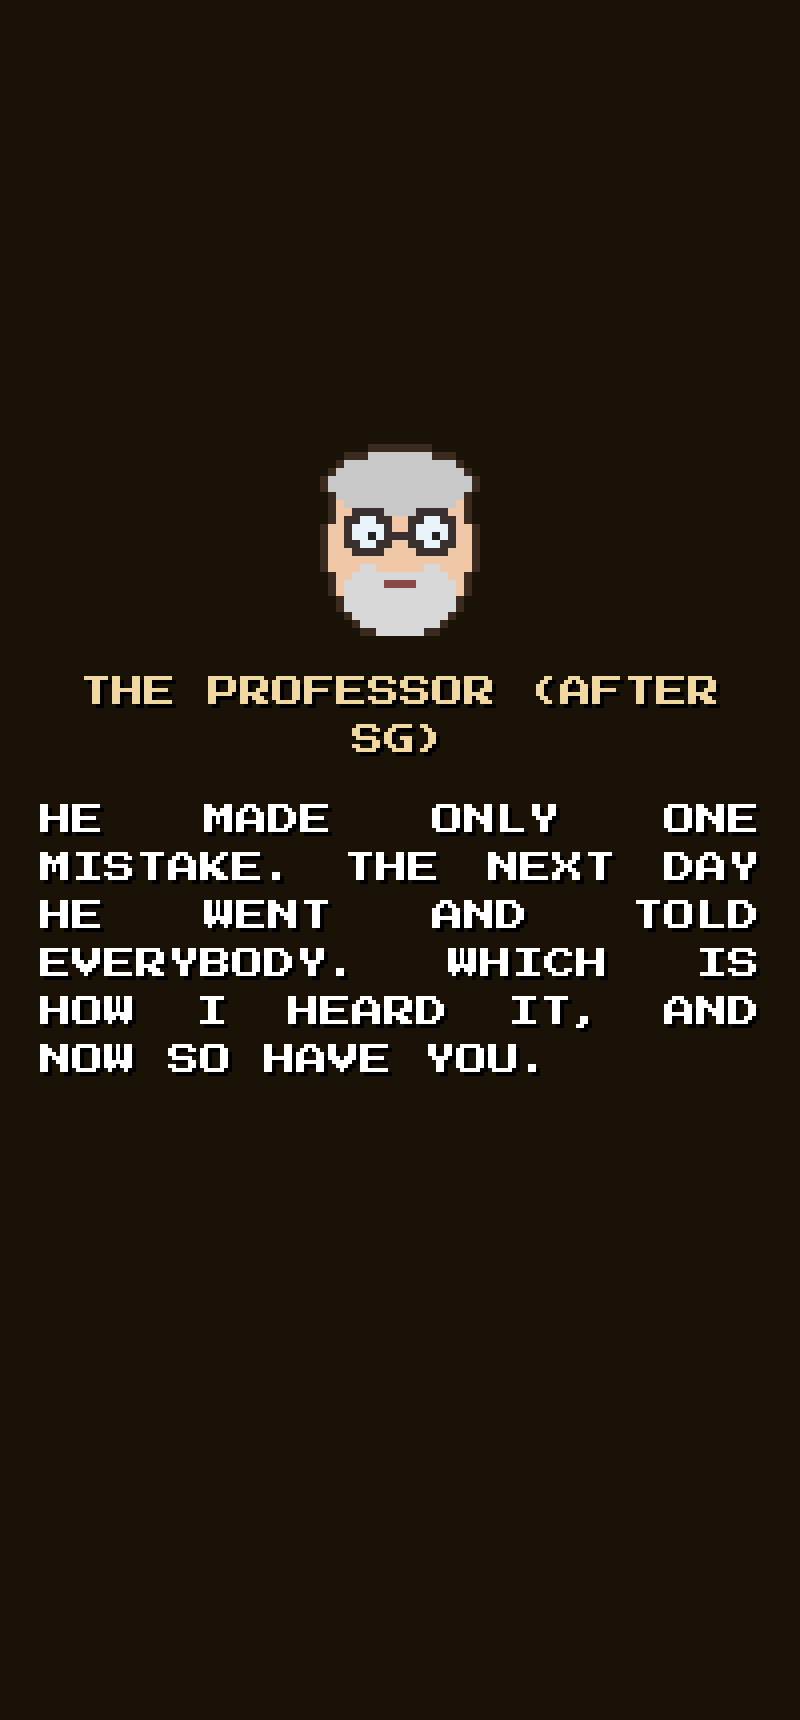 THE PROFESSOR (AFTER
SG)
HE MADE ONLY ONE
MISTAKE. THE NEXT DAY
HE WENT AND TOLD
EVERYBODY. WHICH IS
HOW I HEARD IT, AND
NOW SO HAVE YOU.